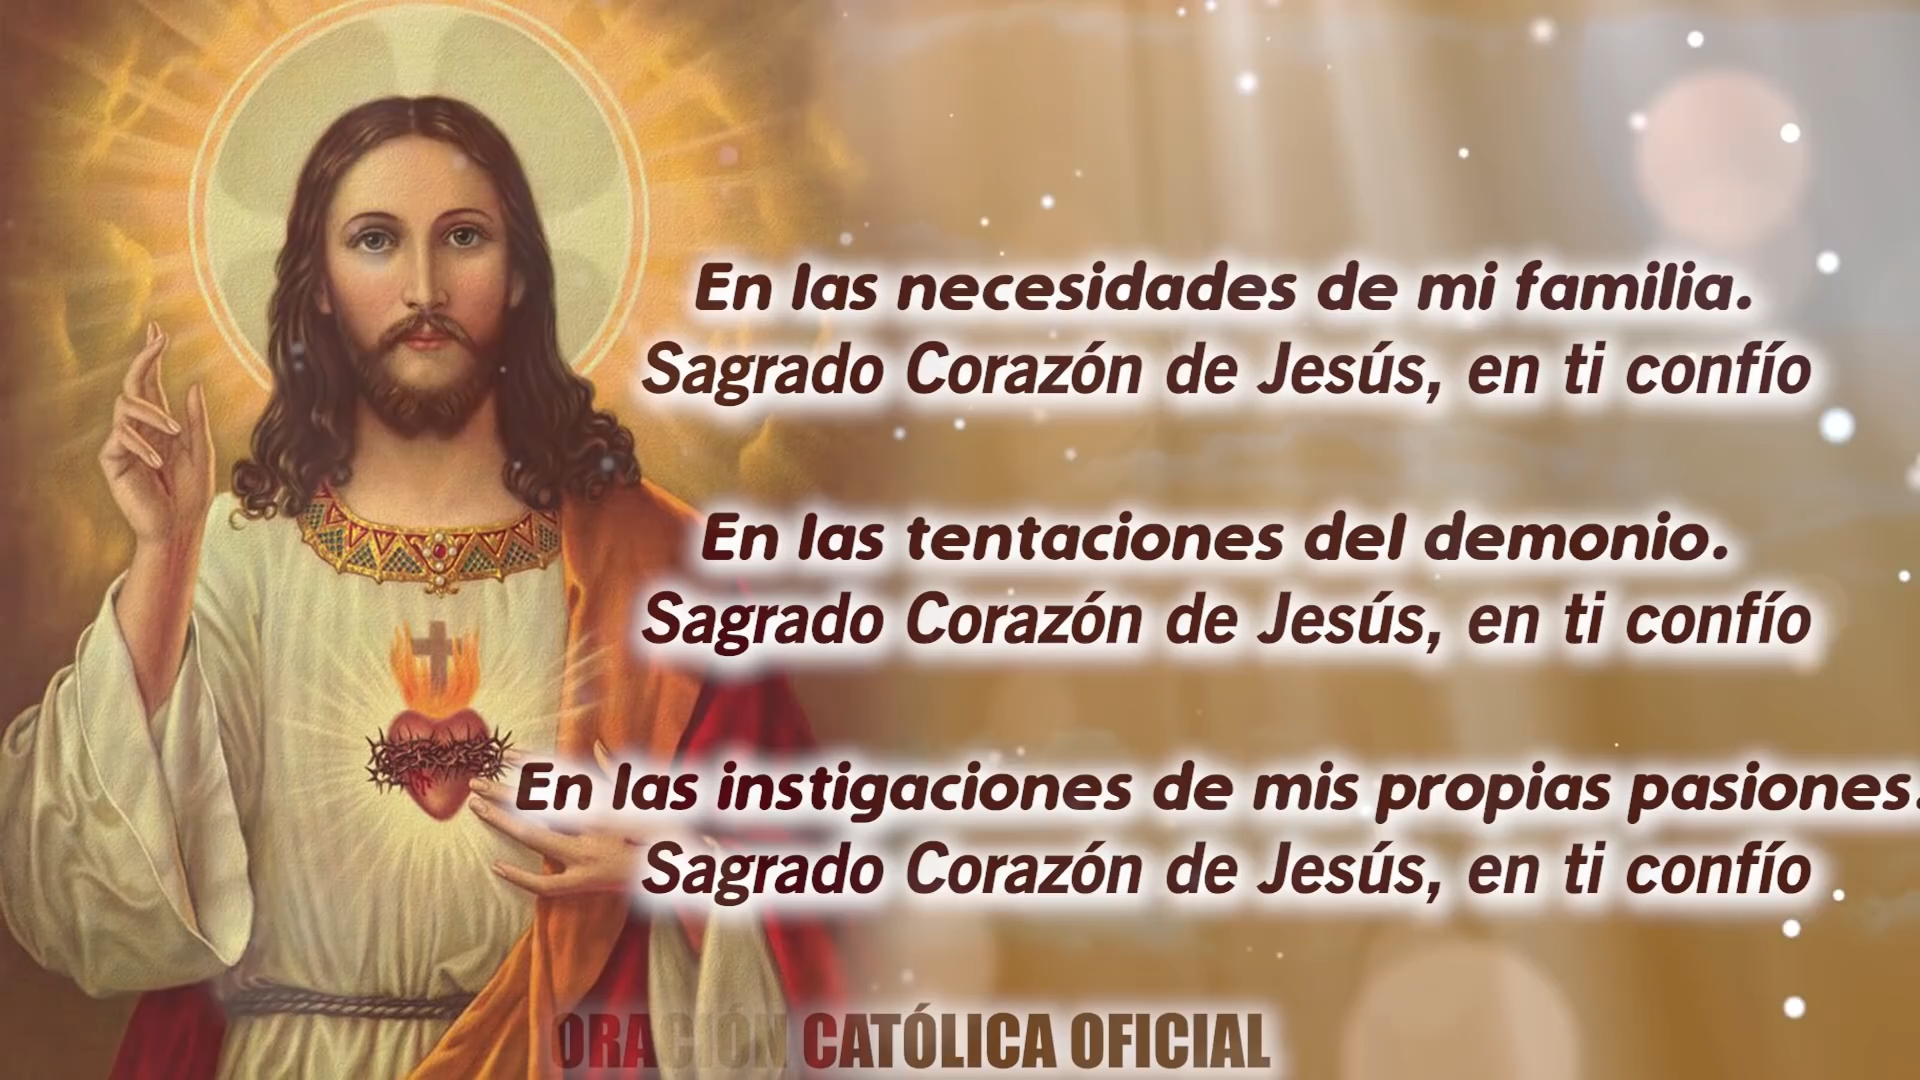 En las necesidades de mi familia.
Sagrado Corazón de Jesús, en ti confío
En las tentaciones del demonio.
Sagrado Corazón de Jesús, en ti confío
En las instigaciones de mis propias pasiones.
Sagrado Corazón de Jesús, en ti confío
ORACIÓN CATÓLICA OFICIAL